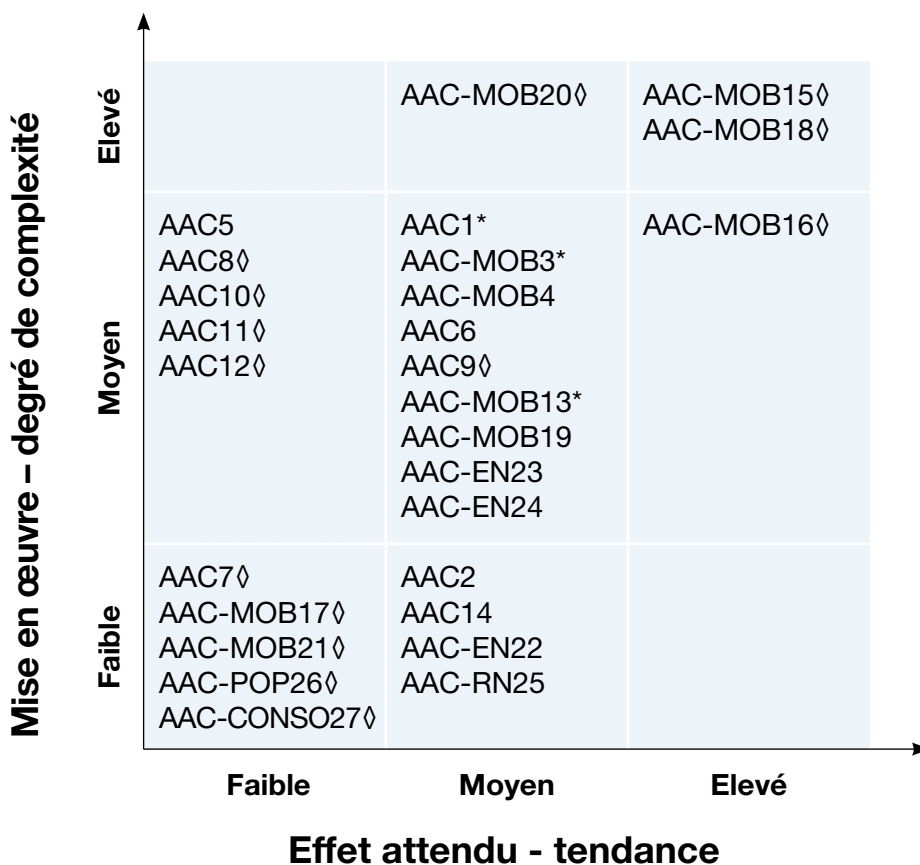 Mise en œuvre – degré de complexité
Elevé
AAC-MOB20◊
AAC-MOB15◊
AAC-MOB18◊
Moyen
AAC5
AAC8◊
AAC10◊
AAC11◊
AAC12◊
AAC1*
AAC-MOB3*
AAC-MOB4
AAC6
AAC9◊
AAC-MOB13*
AAC-MOB19
AAC-EN23
AAC-EN24
AAC-MOB16◊
Faible
AAC7◊
AAC-MOB17◊
AAC-MOB21◊
AAC-POP26◊
AAC-CONSO27◊
AAC2
AAC14
AAC-EN22
AAC-RN25
Faible
Moyen
Elevé
Effet attendu - tendance